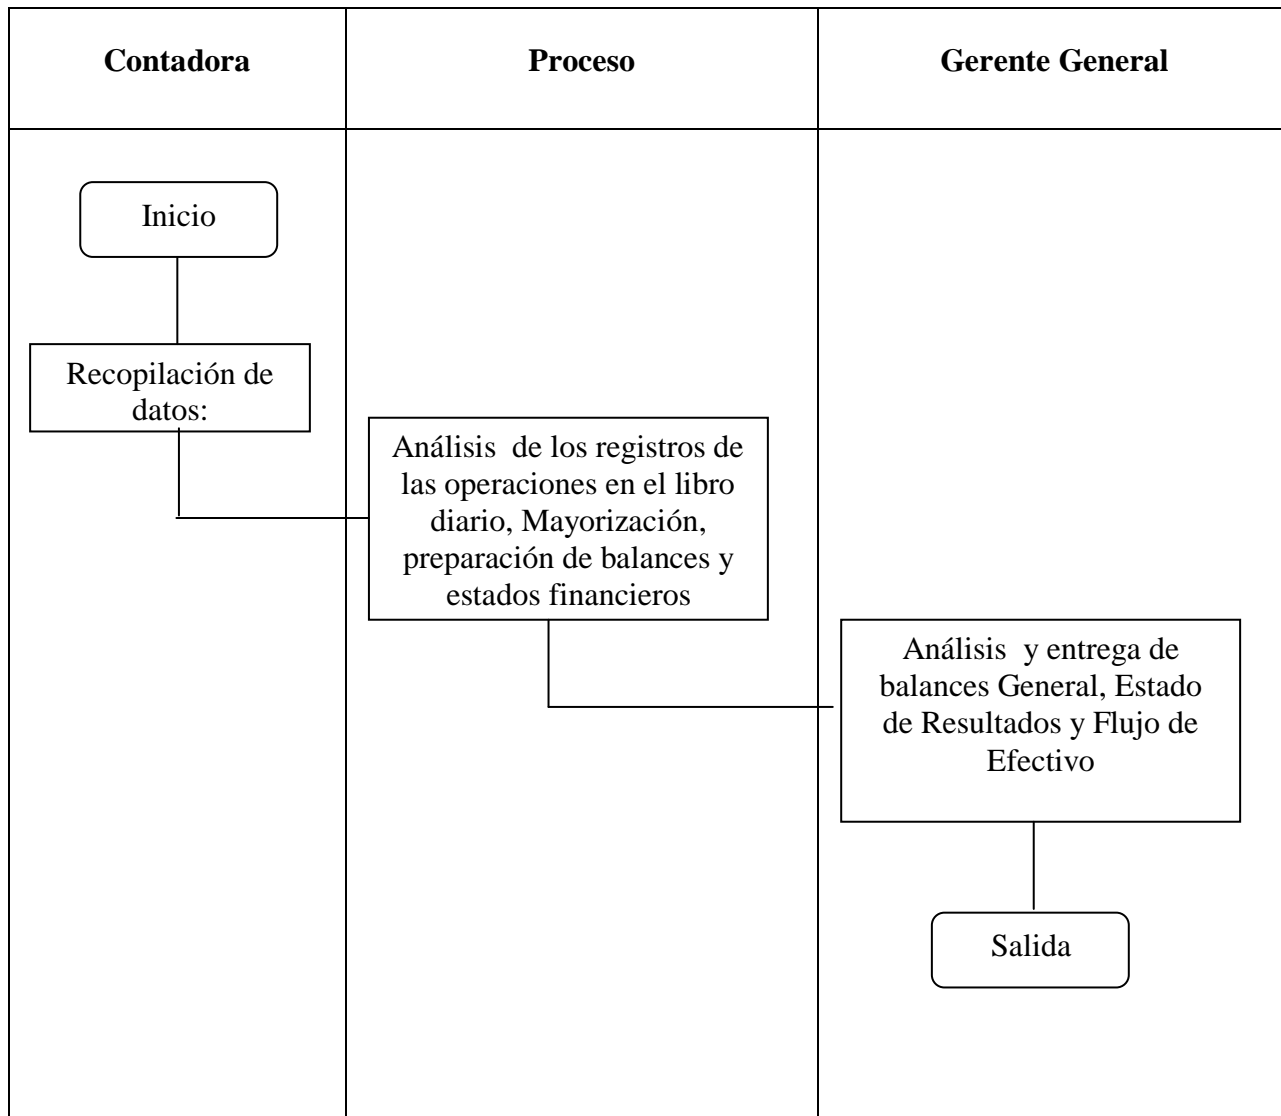 Contadora
Proceso
Gerente General
Inicio
Recopilación de
datos:
Análisis  de los registros de
las operaciones en el libro
diario, Mayorización,
preparación de balances y
estados financieros
Análisis  y entrega de
balances General, Estado
de Resultados y Flujo de
Efectivo
Salida